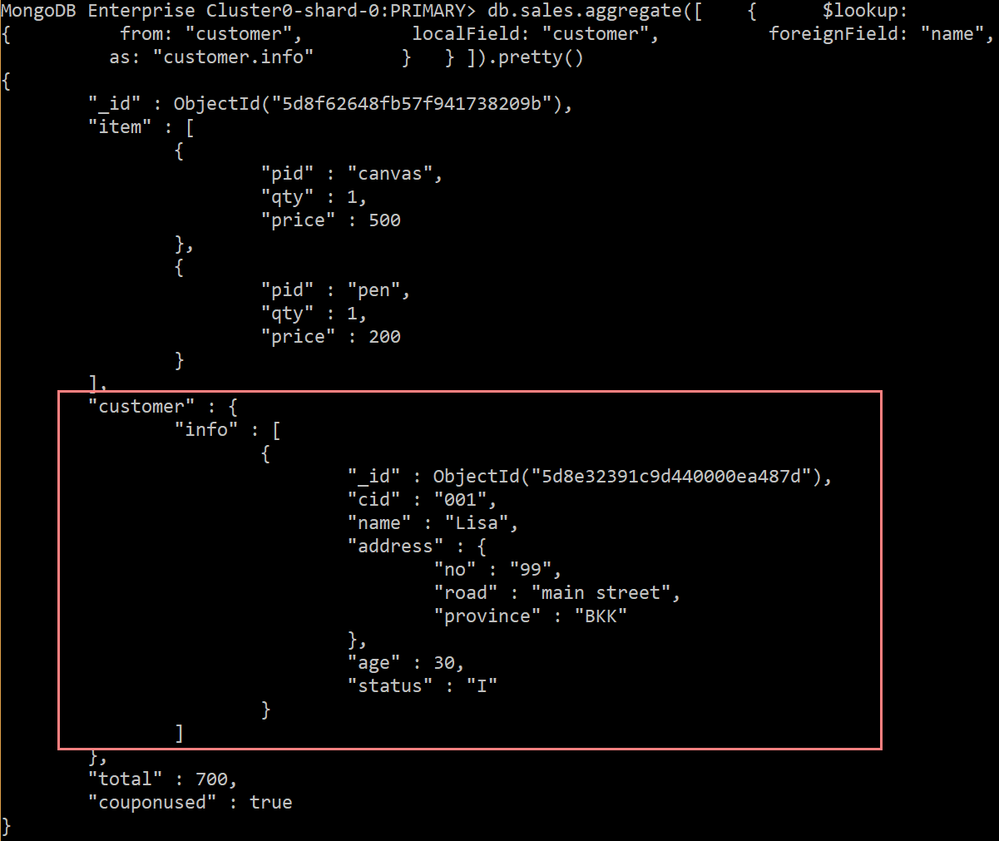 MongoDB Enterprise Cluster0-shard-0:PRIMARY> db.sales.aggregate([    {      $lookup:
{          from: "customer",          localField: "customer",          foreignField: "name",
          as: "customer.info"        }   } ]).pretty()
{
        "_id" : ObjectId("5d8f62648fb57f941738209b"),
        "item" : [
                {
                        "pid" : "canvas",
                        "qty" : 1,
                        "price" : 500
                },
                {
                        "pid" : "pen",
                        "qty" : 1,
                        "price" : 200
                }
        ],
        "customer" : {
                "info" : [
                        {
                                "_id" : ObjectId("5d8e32391c9d440000ea487d"),
                                "cid" : "001",
                                "name" : "Lisa",
                                "address" : {
                                        "no" : "99",
                                        "road" : "main street",
                                        "province" : "BKK"
                                },
                                "age" : 30,
                                "status" : "I"
                        }
                ]
        },
        "total" : 700,
        "couponused" : true
}